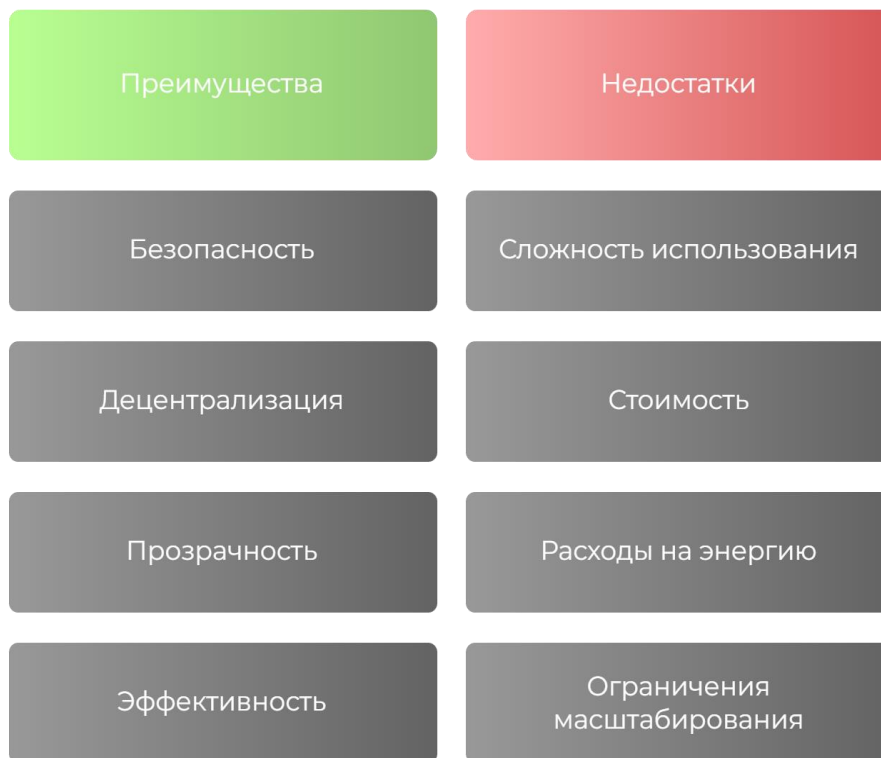 Преимущества
Недостатки
Безопасность
Сложность использования
Децентрализация
Стоимость
Прозрачность
Расходы на энергию
Эффективность
Ограничения
масштабирования